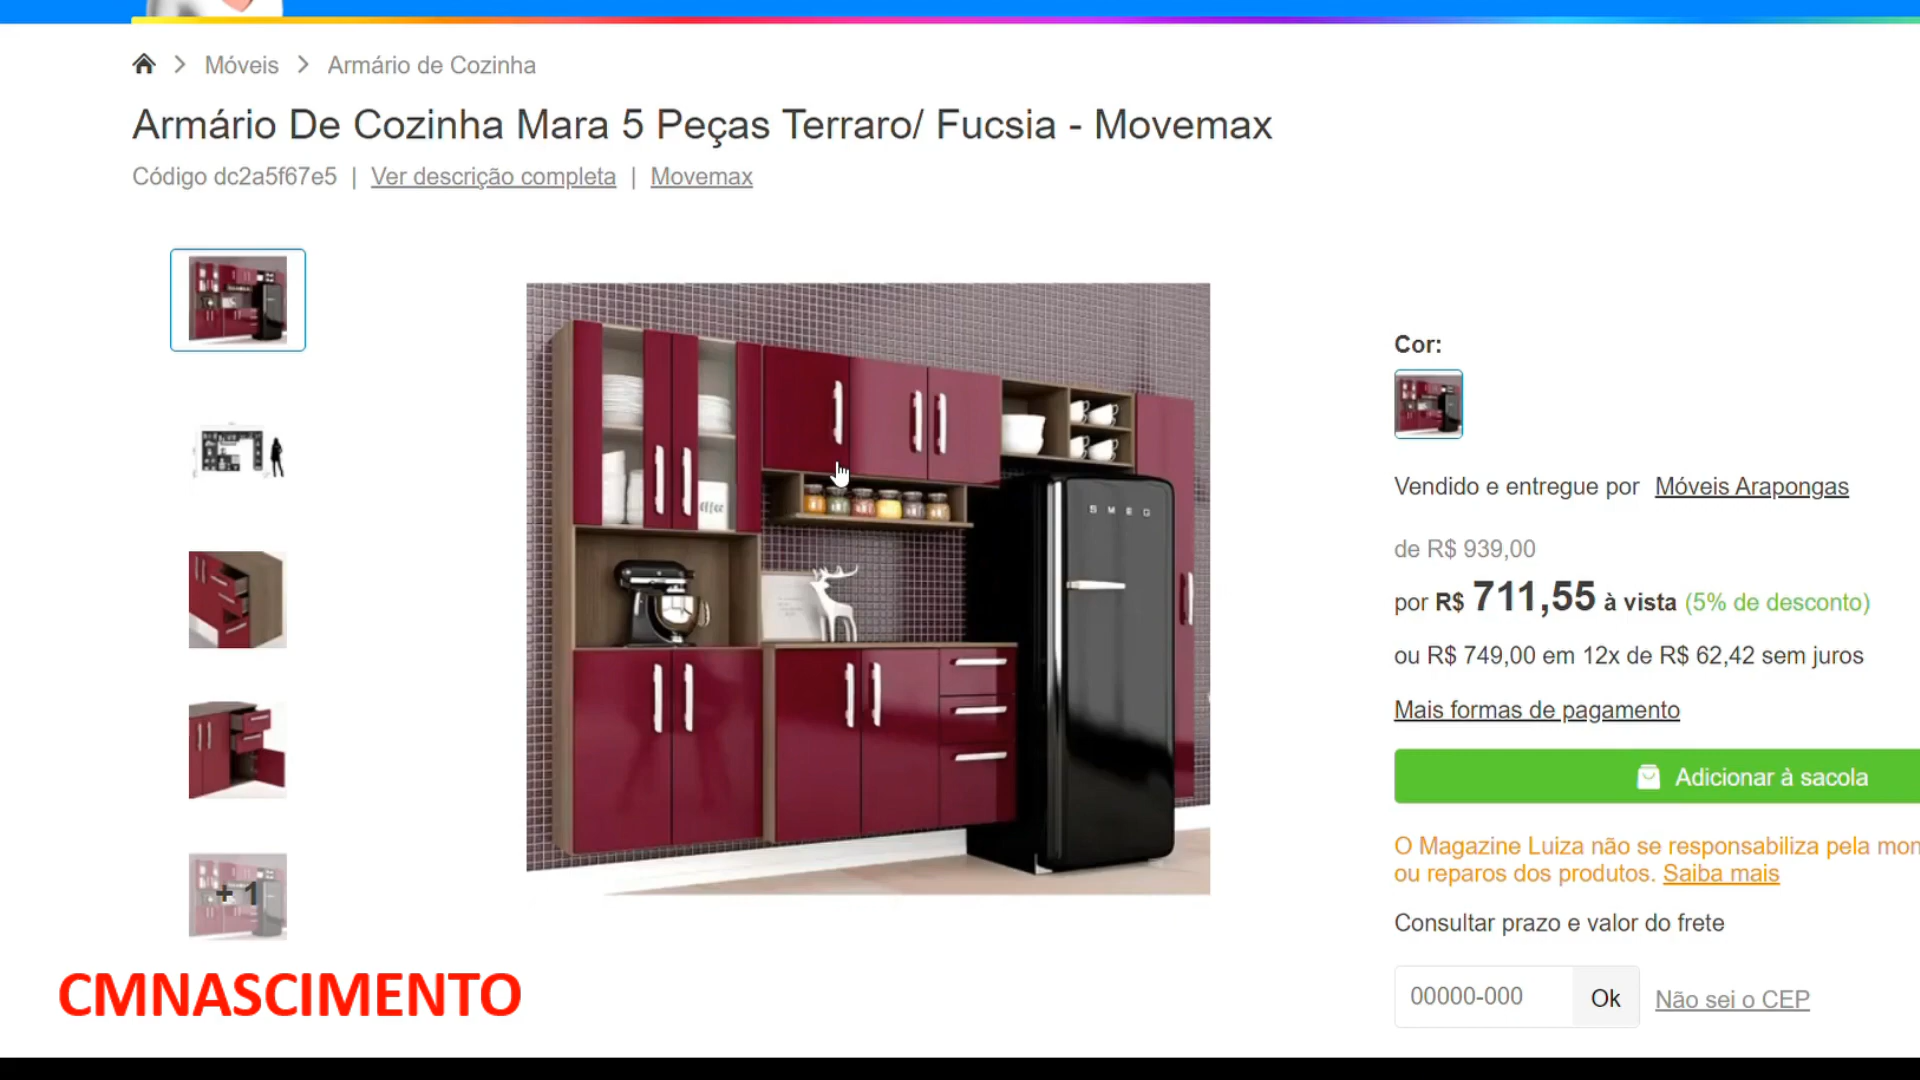 Móveis
Armário de Cozinha
Armário De Cozinha Mara 5 Peças Terraro/ Fucsia - Movemax
Código dc2a5f67e5 | Ver descrição completa | Movemax
SMEG
+ 1
Cor:
Vendido e entregue por Móveis Arapongas
de R$ 939,00
por R$ 711,55 à vista (5% de desconto)
ou R$ 749,00 em 12x de R$ 62,42 sem juros
Mais formas de pagamento
Adicionar à sacola
O Magazine Luiza não se responsabiliza pela mon
ou reparos dos produtos. Saiba mais
Consultar prazo e valor do frete
00000-000 Ok Não sei o CEP
CMNASCIMENTO